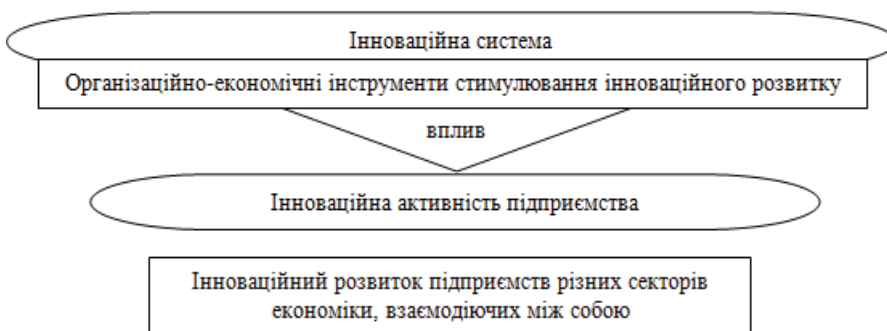 Інноваційна система
Організаційно-економічні інструменти стимулювання інноваційного розвитку
вплив
Інноваційна активність підприємства
Інноваційний розвиток підприємств різних секторів
економіки, взаємодіючих між собою